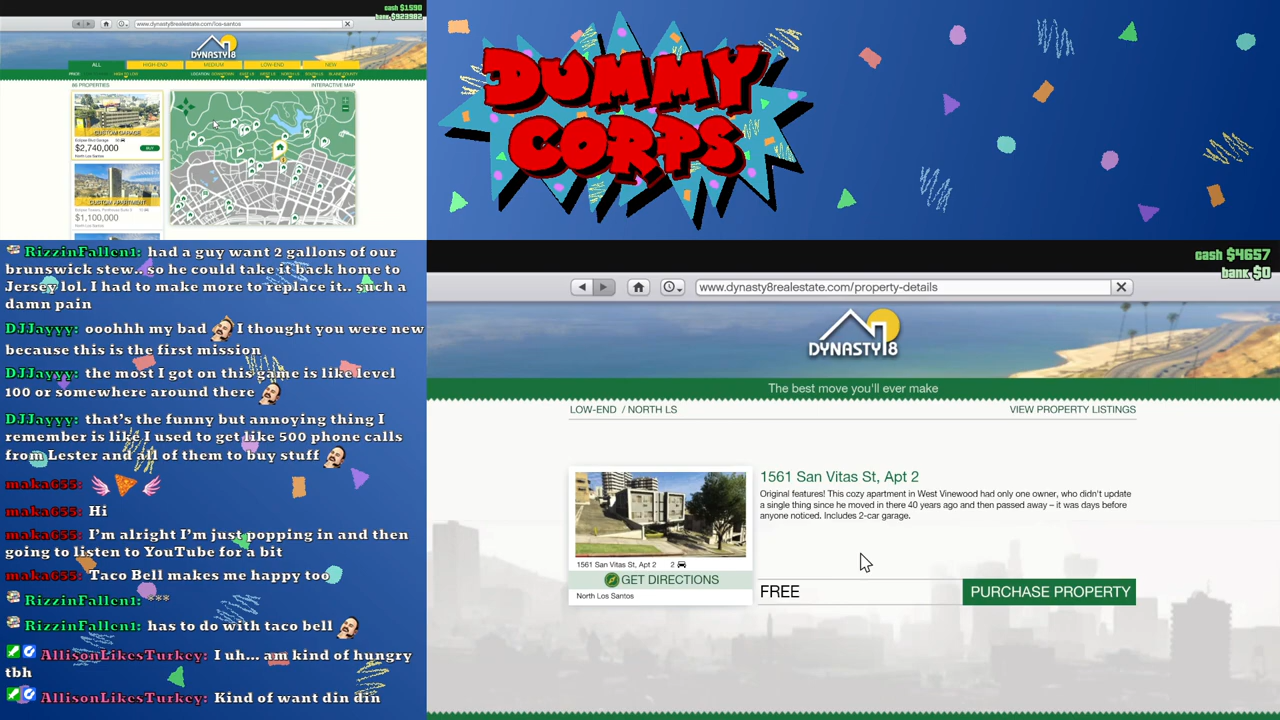 cash $1590
bank $923982
www.dynasty8realestate.com/los-santos
DYNASTY8
ALL HIGH-END MEDIUM LOW-END NEW
86 PROPERTIES INTERACTIVE MAP
CUSTOM GARAGE
Eclipse Blvd Garage
$2,740,000 BUY
North Los Santos
CUSTOM APARTMENT
Eclipse Towers, Penthouse Suite 2
$1,100,000
North Los Santos
DUMMY
CORPS
RizzinFallen1: had a guy want 2 gallons of our
brunswick stew.. so he could take it back home to
Jersey lol. I had to make more to replace it.. such a
damn pain
DJJayyy: ooohhh my bad I thought you were new
because this is the first mission
DJJayyy: the most I got on this game is like level
100 or somewhere around there
DJJayyy: that's the funny but annoying thing I
remember is like I used to get like 500 phone calls
from Lester and all of them to buy stuff
maka655:
maka655: Hi
maka655: I'm alright I'm just popping in and then
going to listen to YouTube for a bit
maka655: Taco Bell makes me happy too
RizzinFallen1: ***
RizzinFallen1: has to do with taco bell
AllisonLikesTurkey: I uh... am kind of hungry
tbh
AllisonLikesTurkey: Kind of want din din
cash $4657
bank $0
www.dynasty8realestate.com/property-details
DYNASTY8
The best move you'll ever make
LOW-END / NORTH LS VIEW PROPERTY LISTINGS
1561 San Vitas St, Apt 2
Original features! This cozy apartment in West Vinewood had only one owner, who didn't update
a single thing since he moved in there 40 years ago and then passed away – it was days before
anyone noticed. Includes 2-car garage.
1561 San Vitas St, Apt 2 2
GET DIRECTIONS
North Los Santos
FREE PURCHASE PROPERTY